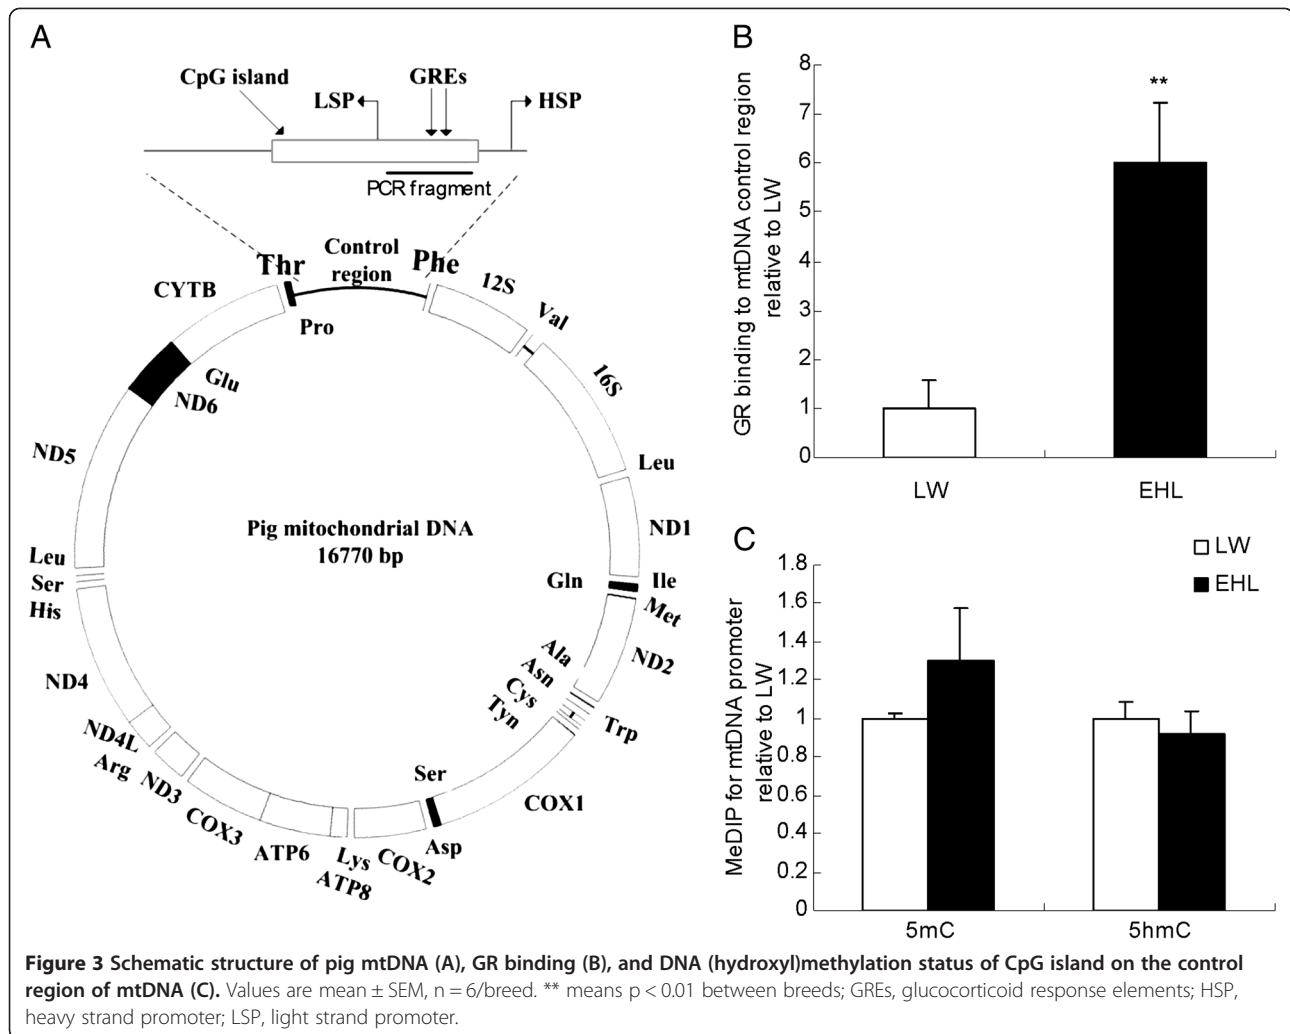 A
CpG island
GREs
LSP
HSP
PCR fragment
Control
region
Thr
Phe
12S
CYTB
Pro
Val
Glu
ND6
16S
ND5
Leu
Pig mitochondrial DNA
16770 bp
ND1
Leu
Ser
His
Gln
Ile
Met
Ala
Asn
Cys
Tyn
ND2
Trp
ND4
ND4L
Arg
ND3
COX3
ATP6
Lys
ATP8
COX2
Ser
Asp
COX1
B
GR binding to mtDNA control region
relative to LW
8
7
6
5
4
3
2
1
0
**
LW
EHL
C
MeDIP for mtDNA promoter
relative to LW
1.8
1.6
1.4
1.2
1
0.8
0.6
0.4
0.2
0
LW
EHL
5mC
5hmC
Figure 3 Schematic structure of pig mtDNA (A), GR binding (B), and DNA (hydroxyl)methylation status of CpG island on the control
region of mtDNA (C). Values are mean ± SEM, n = 6/breed. ** means p < 0.01 between breeds; GREs, glucocorticoid response elements; HSP,
heavy strand promoter; LSP, light strand promoter.